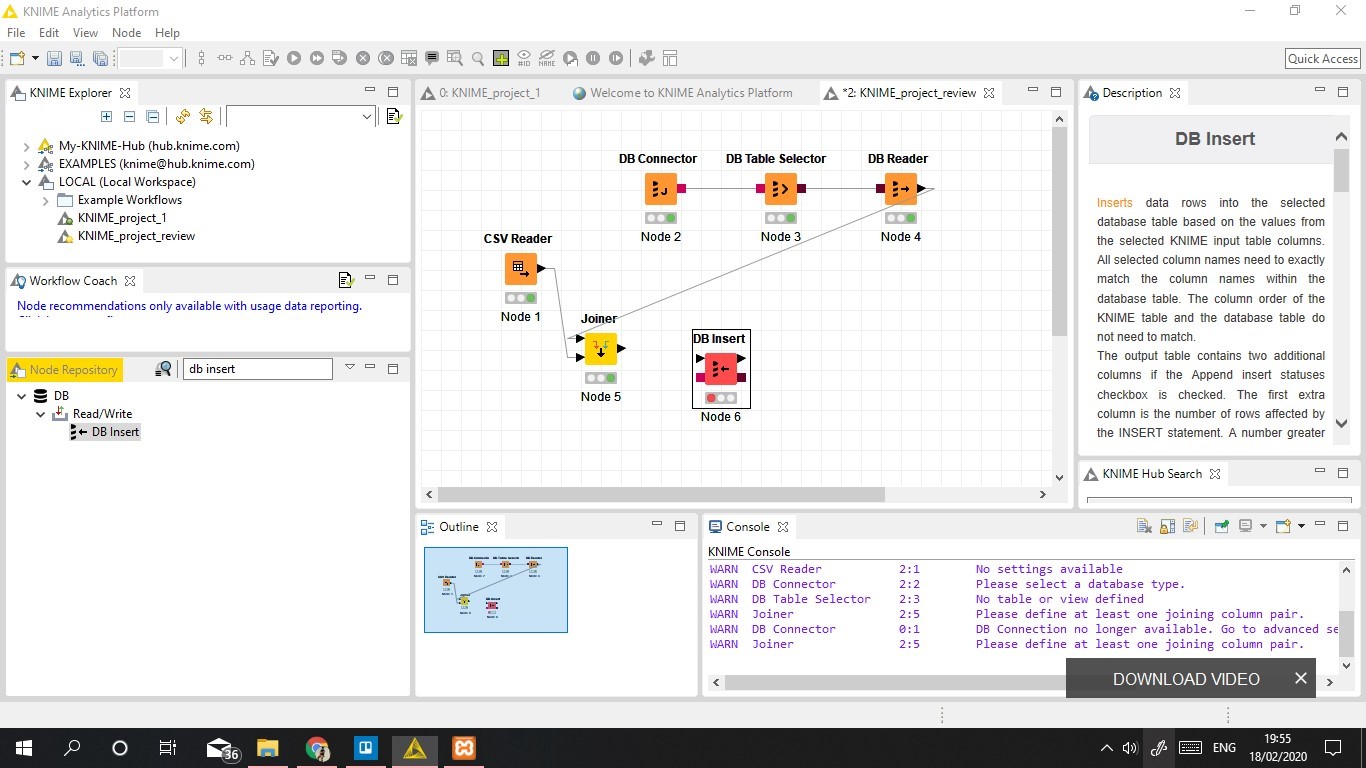 KNIME Analytics Platform
File Edit View Node Help
Quick Access
KNIME Explorer
My-KNIME-Hub (hub.knime.com)
EXAMPLES (knime@hub.knime.com)
LOCAL (Local Workspace)
Example Workflows
KNIME_project_1
KNIME_project_review
Workflow Coach
Node recommendations only available with usage data reporting.
Node Repository
db insert
DB
Read/Write
DB Insert
0: KNIME_project_1
Welcome to KNIME Analytics Platform
*2: KNIME_project_review
DB Connector
DB Table Selector
DB Reader
Node 2
Node 3
Node 4
CSV Reader
Node 1
Joiner
Node 5
DB Insert
Node 6
Description
DB Insert
Inserts data rows into the selected
database table based on the values from
the selected KNIME input table columns.
All selected column names need to exactly
match the column names within the
database table. The column order of the
KNIME table and the database table do
not need to match.
The output table contains two additional
columns if the Append insert statuses
checkbox is checked. The first extra
column is the number of rows affected by
the INSERT statement. A number greater
KNIME Hub Search
Outline
Console
KNIME Console
WARN CSV Reader 2:1 No settings available
WARN DB Connector 2:2 Please select a database type.
WARN DB Table Selector 2:3 No table or view defined
WARN Joiner 2:5 Please define at least one joining column pair.
WARN DB Connector 0:1 DB Connection no longer available. Go to advanced se
WARN Joiner 2:5 Please define at least one joining column pair.
DOWNLOAD VIDEO
36
ENG
19:55
18/02/2020